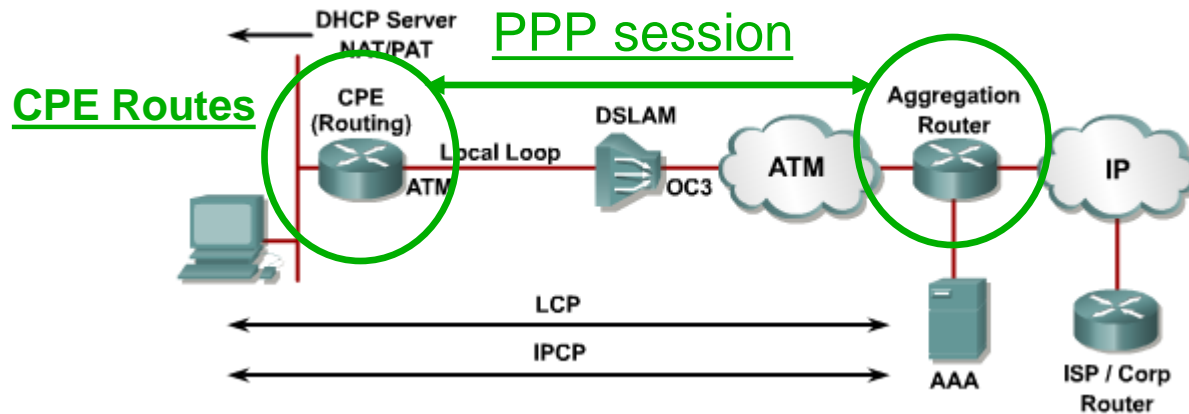 DHCP Server
NAT/PAT
PPP session
CPE Routes
CPE
(Routing)
Local Loop
ATM
DSLAM
OC3
ATM
Aggregation
Router
IP
LCP
IPCP
AAA
ISP / Corp
Router